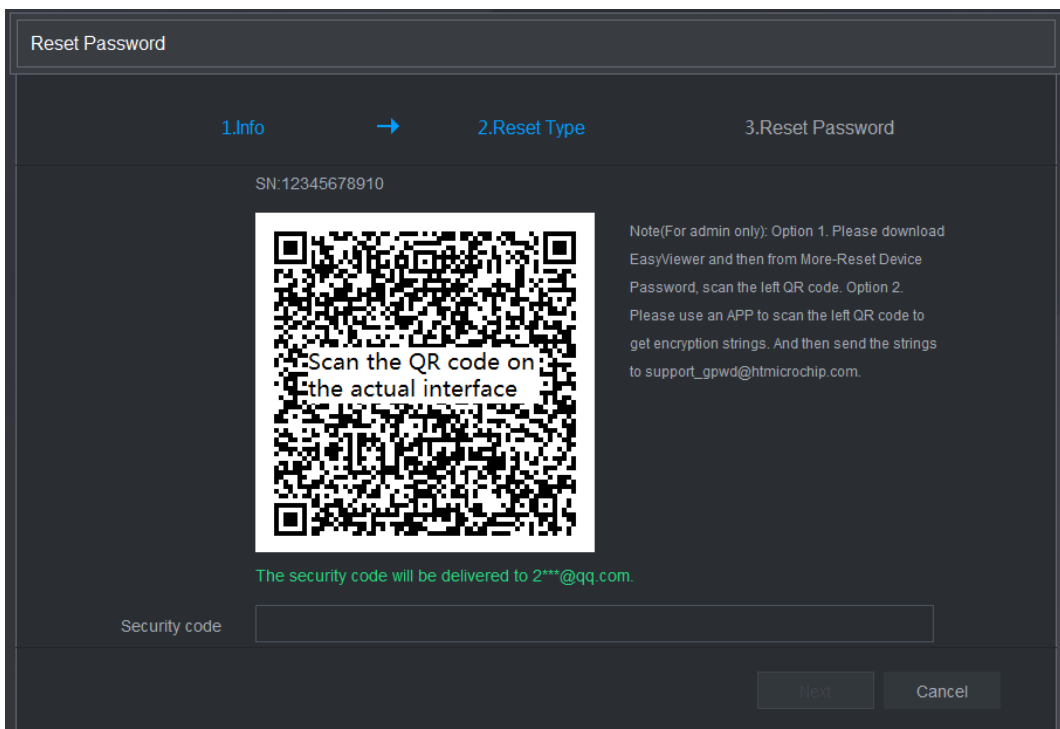 Reset Password
1.Info → 2.Reset Type 3.Reset Password
SN:12345678910
Scan the QR code on
the actual interface
Note(For admin only): Option 1. Please download
EasyViewer and then from More-Reset Device
Password, scan the left QR code. Option 2.
Please use an APP to scan the left QR code to
get encryption strings. And then send the strings
to support_gpwd@htmicrochip.com.
The security code will be delivered to 2***@qq.com.
Security code
Next Cancel